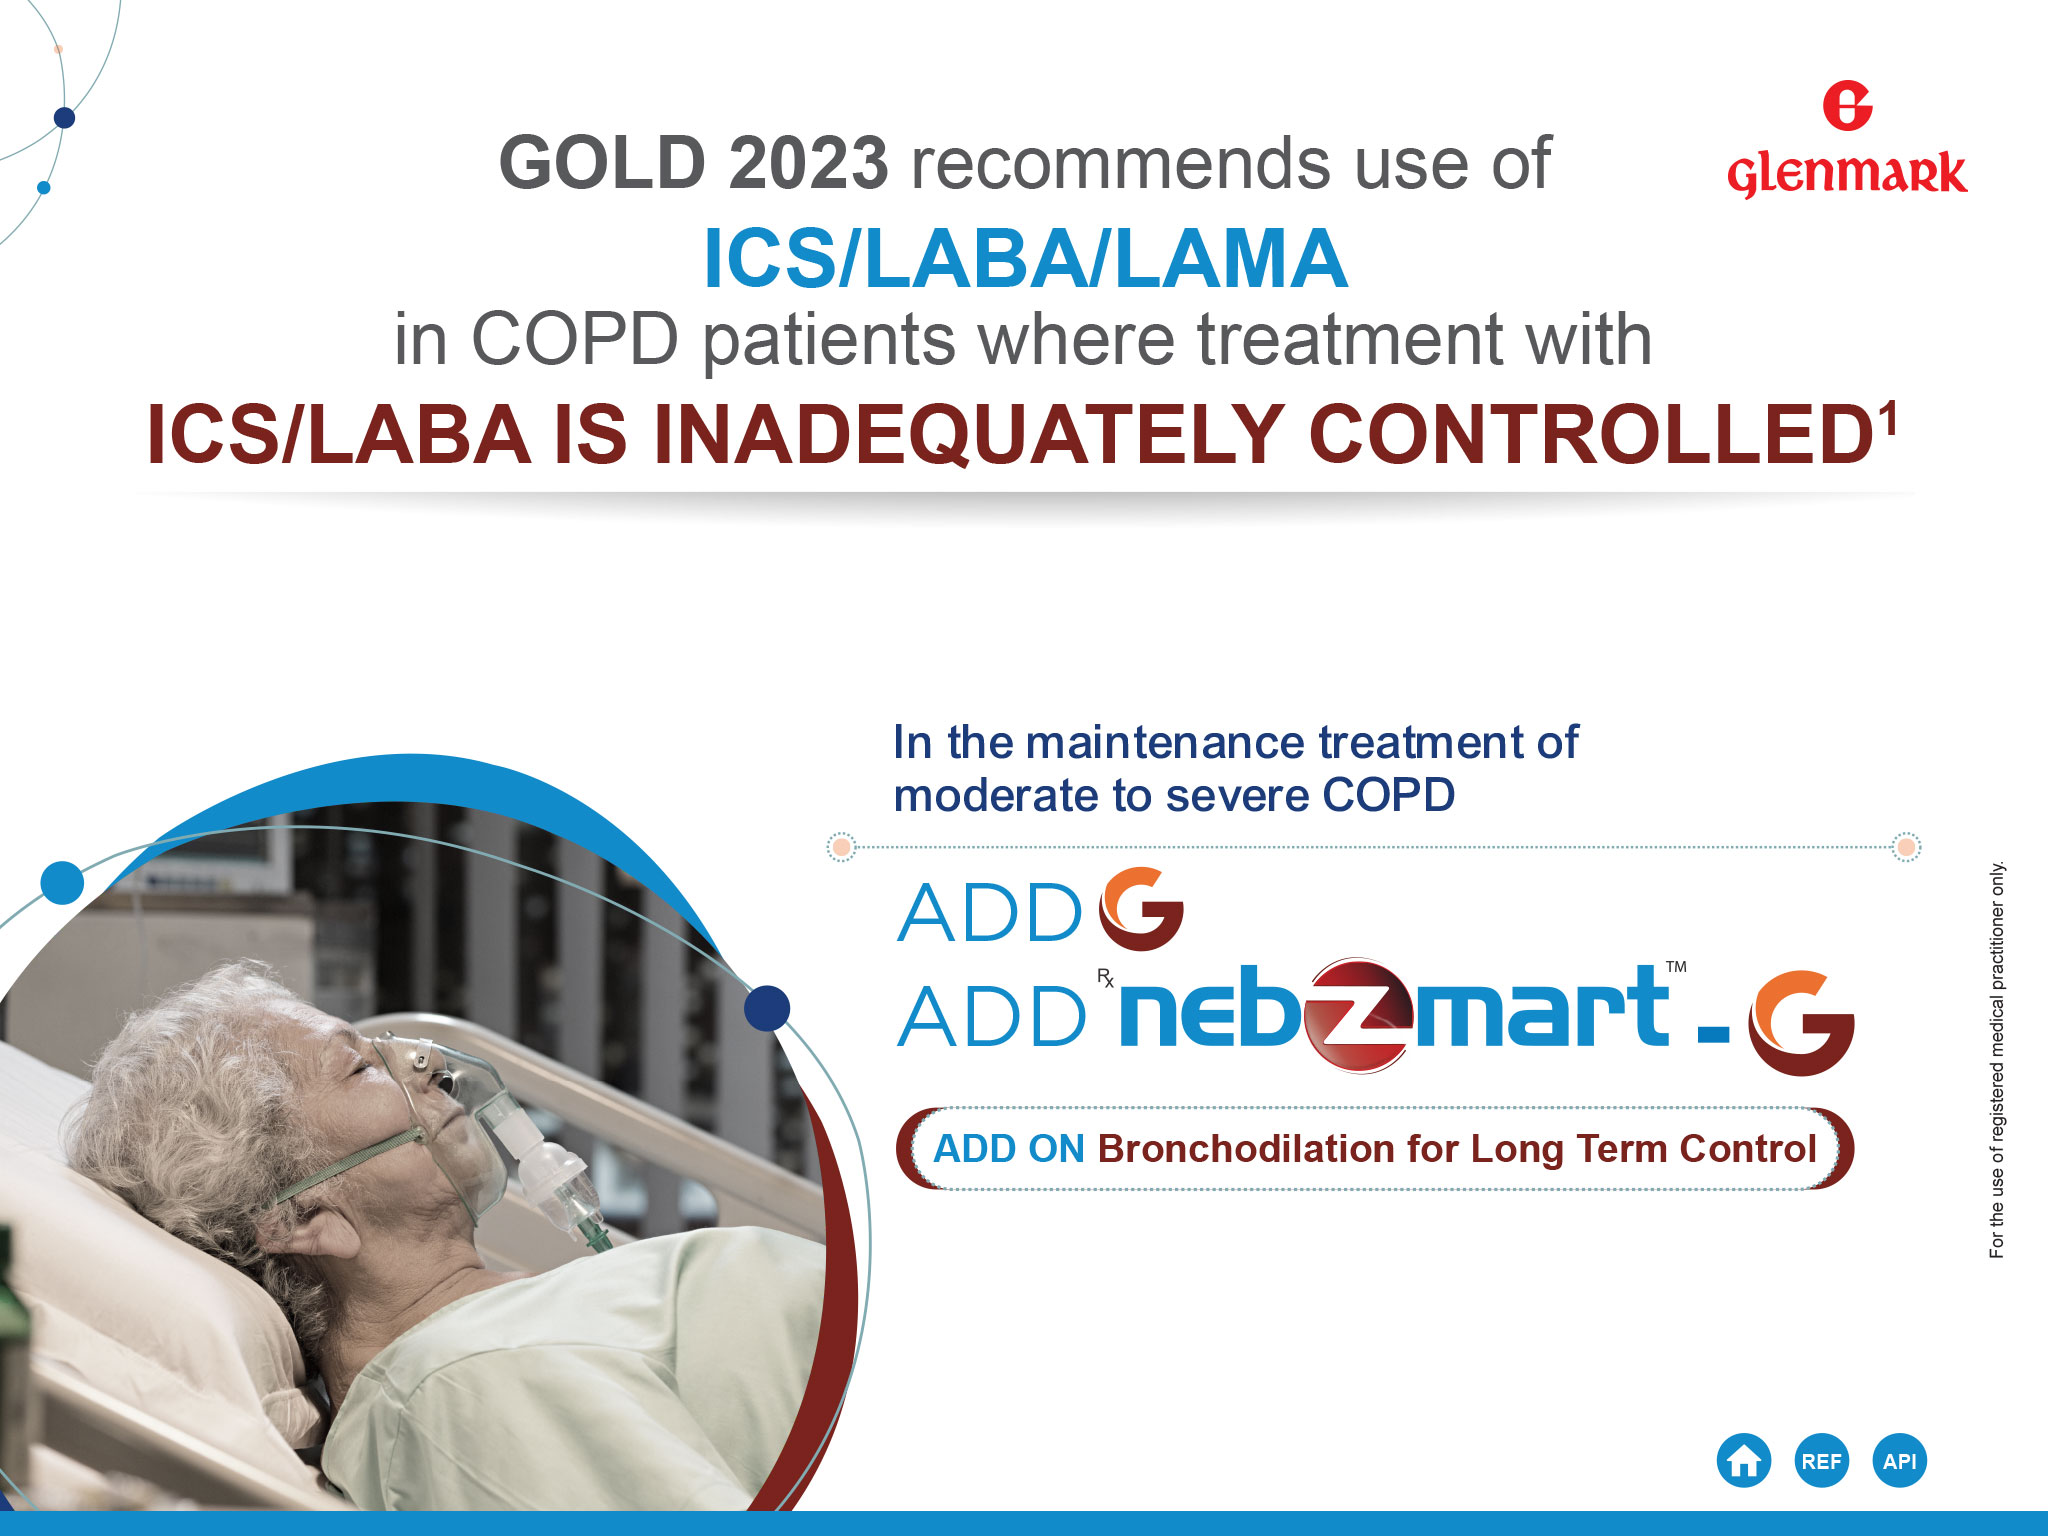 GOLD 2023 recommends use of
ICS/LABA/LAMA
in COPD patients where treatment with
ICS/LABA IS INADEQUATELY CONTROLLED¹
glenmark
In the maintenance treatment of
moderate to severe COPD
ADD G
ADD Rx nebzmart™ - G
ADD ON Bronchodilation for Long Term Control
For the use of registered medical practitioner only.
REF
API